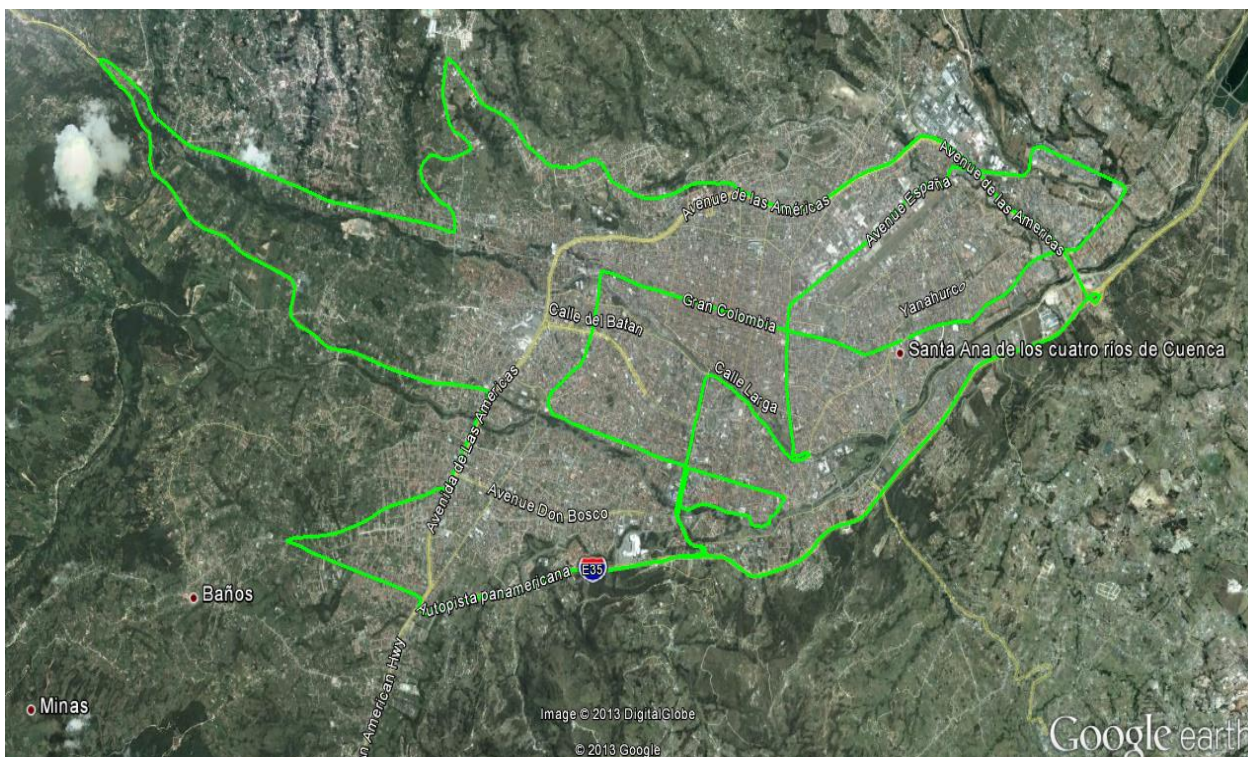 Avenue de las Américas
Avenue de las Américas
Avenue España
Yanahurco
Gran Colombia
Calle del Batan
Santa Ana de los cuatro ríos de Cuenca
Calle Larga
Avenida de Las Américas
Avenue Don Bosco
E35
Autopista panamericana
Baños
Minas
an American Hwy
Image © 2013 DigitalGlobe
© 2013 Google
Google earth